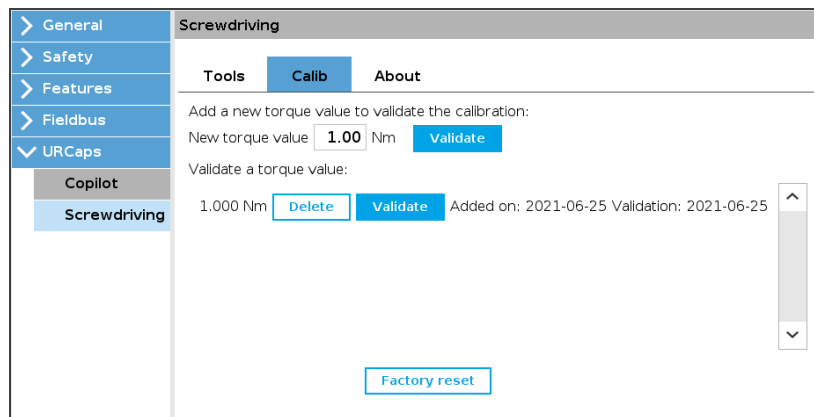 General
Safety
Features
Fieldbus
URCaps
Copilot
Screwdriving
Screwdriving
Tools Calib About
Add a new torque value to validate the calibration:
New torque value 1.00 Nm Validate
Validate a torque value:
1.000 Nm Delete Validate Added on: 2021-06-25 Validation: 2021-06-25
Factory reset